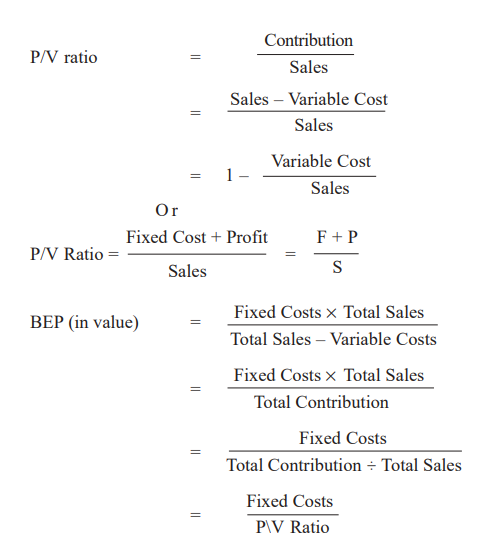 P/V ratio = Contribution
Sales
= Sales – Variable Cost
Sales
= 1 – Variable Cost
Sales
Or
P/V Ratio = Fixed Cost + Profit = F + P
Sales S
BEP (in value) = Fixed Costs × Total Sales
Total Sales – Variable Costs
= Fixed Costs × Total Sales
Total Contribution
= Fixed Costs
Total Contribution ÷ Total Sales
= Fixed Costs
P\V Ratio